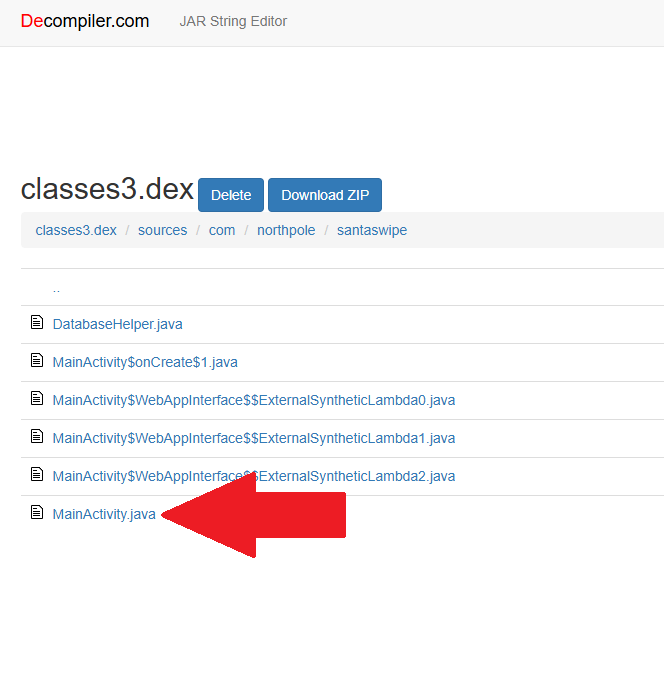 Decompiler.com JAR String Editor
classes3.dex Delete Download ZIP
classes3.dex / sources / com / northpole / santaswipe
..
DatabaseHelper.java
MainActivity$onCreate$1.java
MainActivity$WebAppInterface$$ExternalSyntheticLambda0.java
MainActivity$WebAppInterface$$ExternalSyntheticLambda1.java
MainActivity$WebAppInterface$$ExternalSyntheticLambda2.java
MainActivity.java